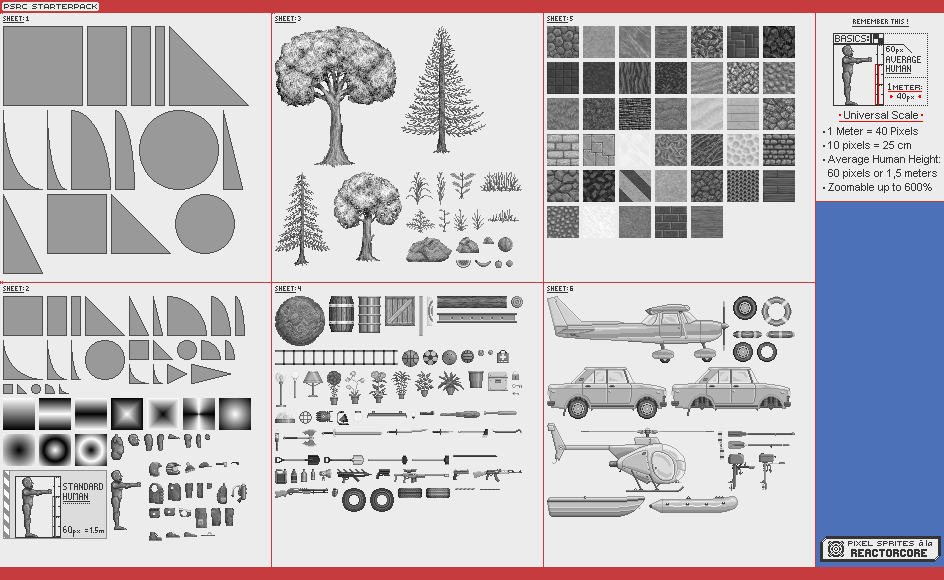 PSRC STARTERPACK
SHEET:1
SHEET:3
SHEET:5
REMEMBER THIS !
BASICS:
60px
AVERAGE
HUMAN
1METER:
• 40px •
• Universal Scale •
• 1 Meter = 40 Pixels
• 10 pixels = 25 cm
• Average Human Height:
60 pixels or 1,5 meters
• Zoomable up to 600%
SHEET:2
SHEET:4
SHEET:6
STANDARD
HUMAN
60px =1.5m
PIXEL SPRITES à la
REACTORCORE